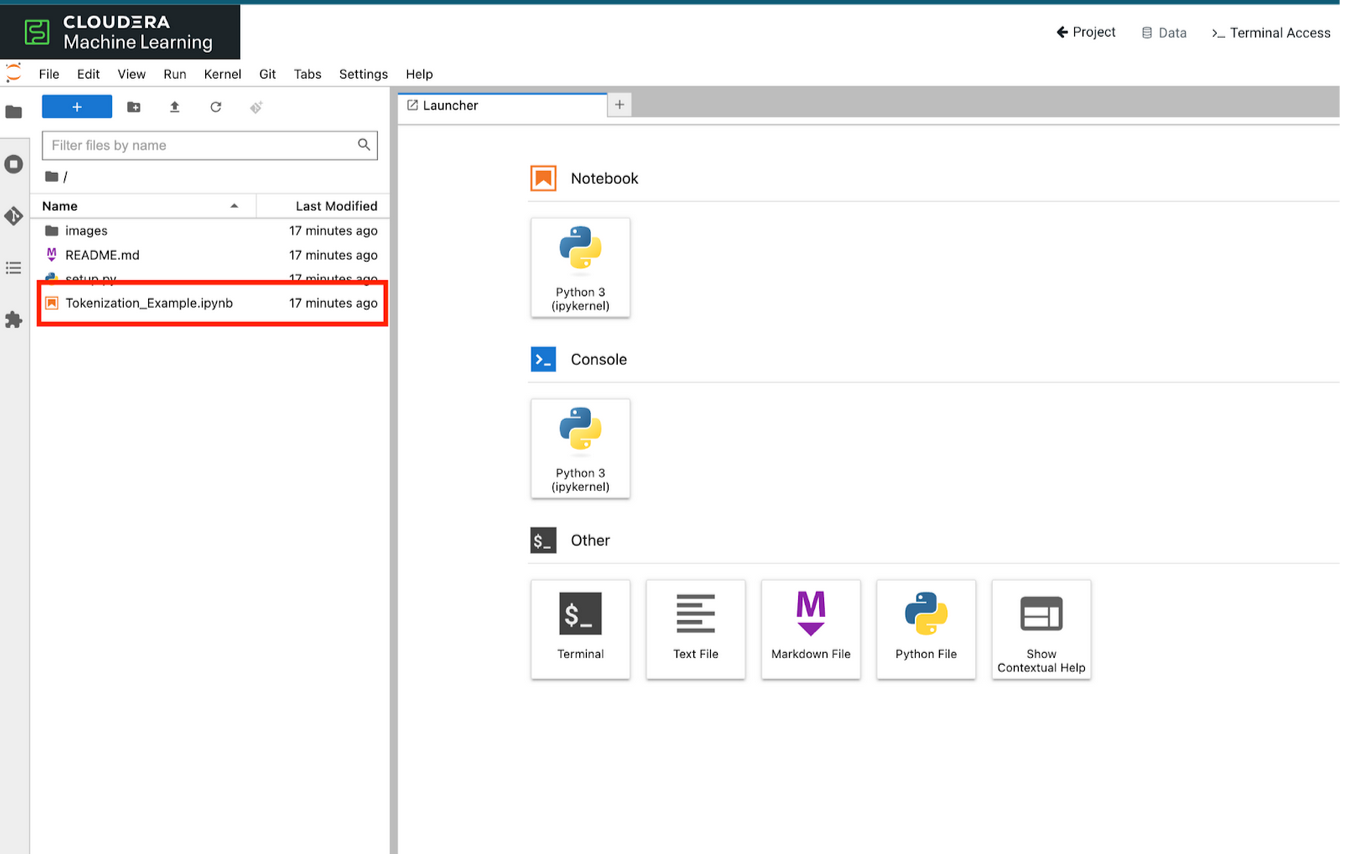 CLOUDERA
Machine Learning
Project Data >_ Terminal Access
File Edit View Run Kernel Git Tabs Settings Help
+
Launcher +
Filter files by name
/
Name Last Modified
images 17 minutes ago
README.md 17 minutes ago
setup.py 17 minutes ago
Tokenization_Example.ipynb 17 minutes ago
Notebook
Python 3
(ipykernel)
>_ Console
Python 3
(ipykernel)
$_ Other
$_
M
Terminal
Text File
Markdown File
Python File
Show
Contextual Help